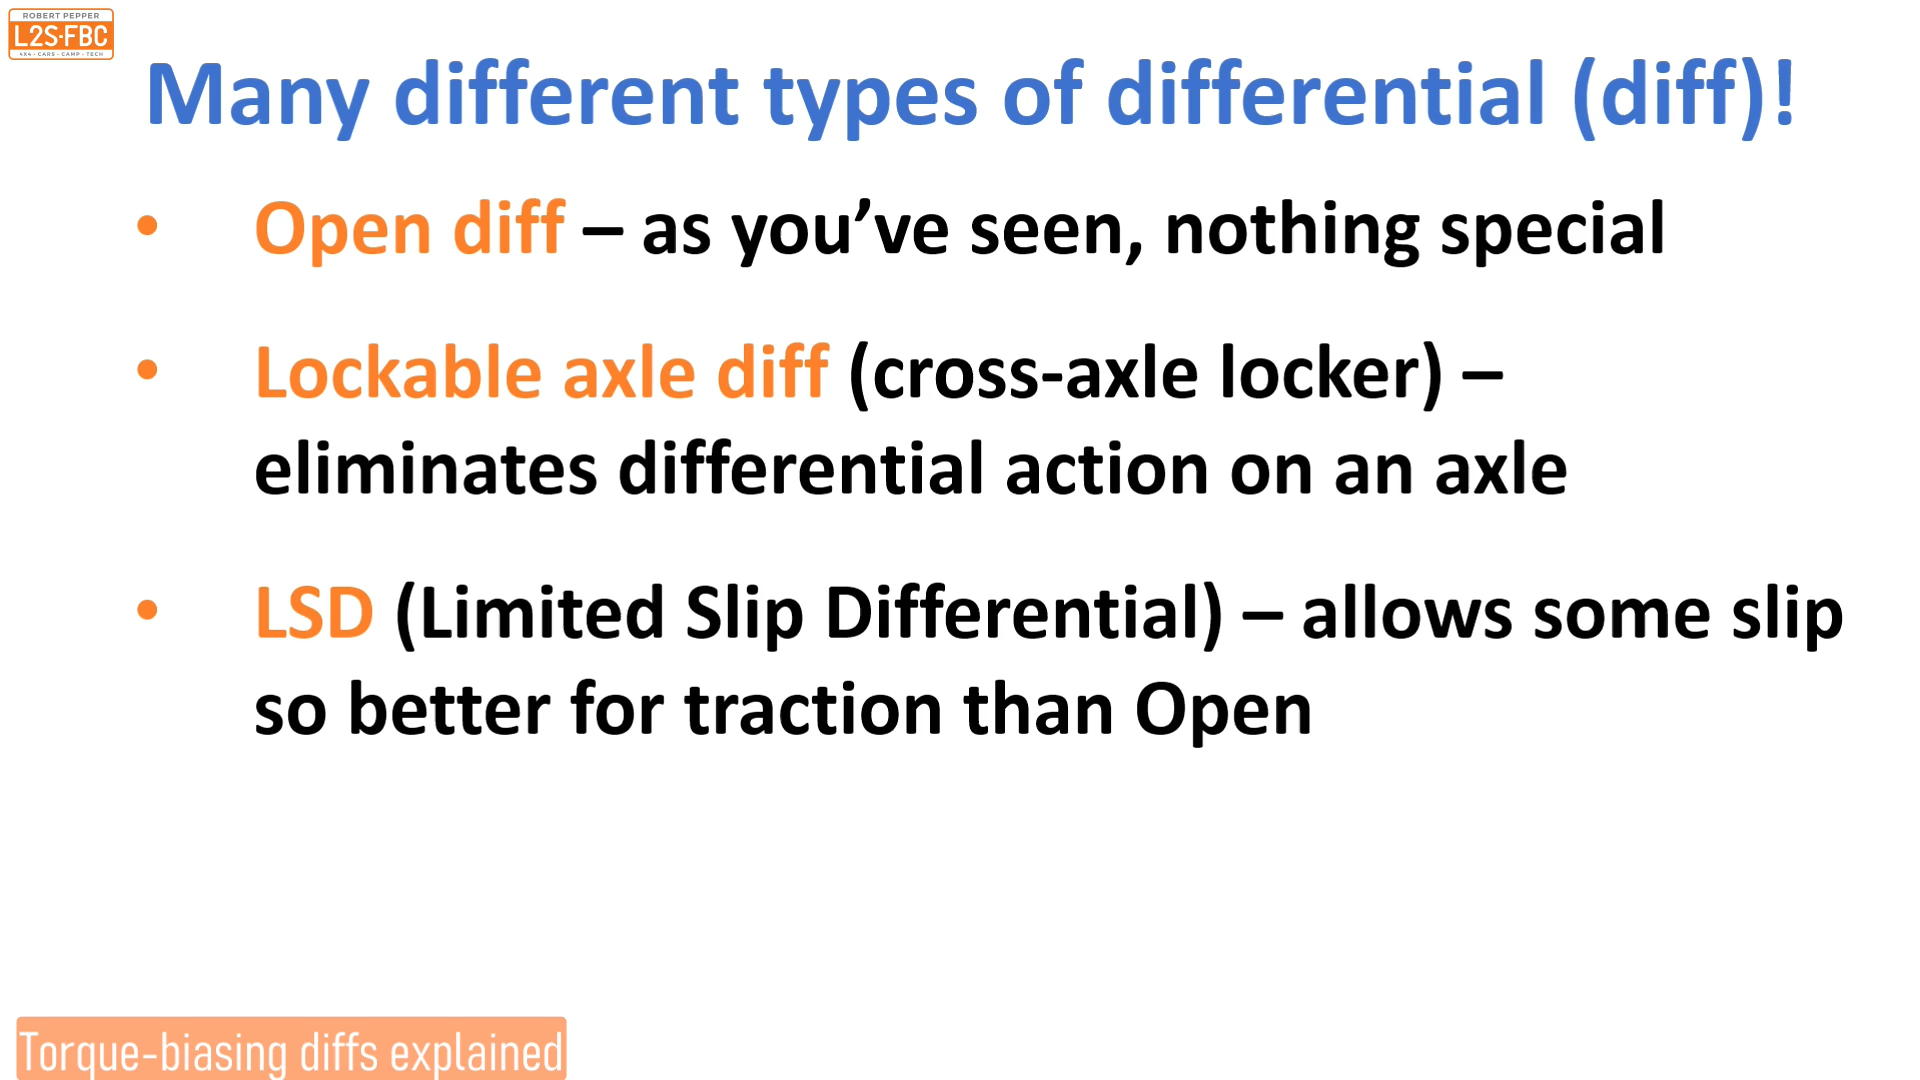 ROBERT PEPPER
L2S-FBC
4X4 - CARS - CAMP - TECH
Many different types of differential (diff)!
• Open diff – as you’ve seen, nothing special
• Lockable axle diff (cross-axle locker) –
eliminates differential action on an axle
• LSD (Limited Slip Differential) – allows some slip
so better for traction than Open
Torque-biasing diffs explained